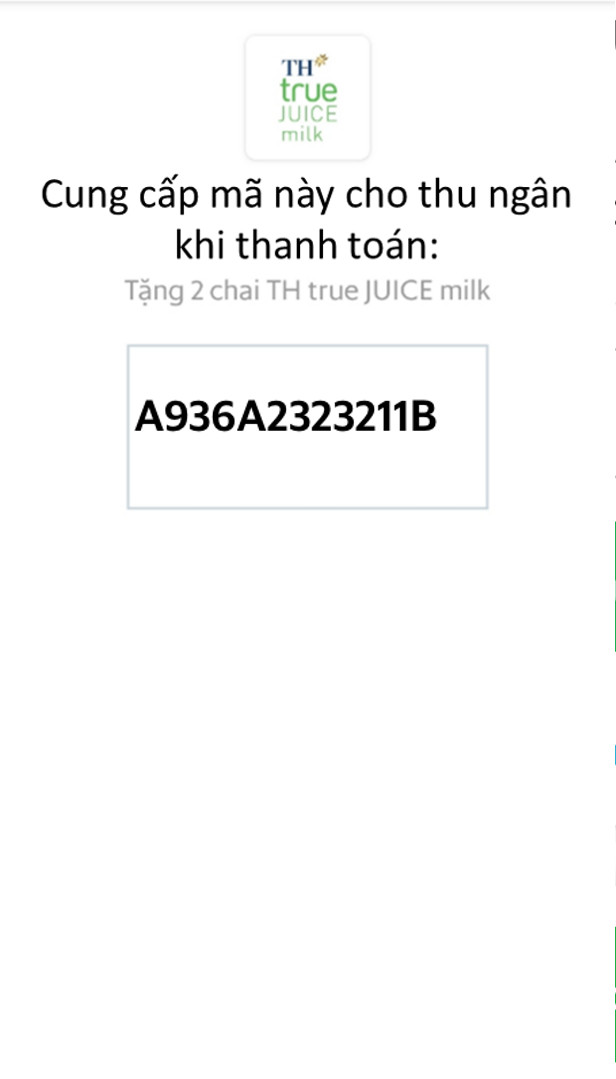 TH
true
JUICE
milk
Cung cấp mã này cho thu ngân
khi thanh toán:
Tặng 2 chai TH true JUICE milk
A936A2323211B